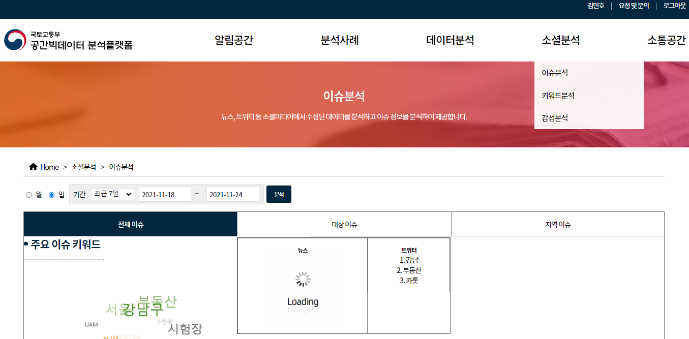 김민호 | 요청 및 문의 | 로그아웃
국토교통부
공간빅데이터 분석플랫폼
알림공간 분석사례 데이터분석 소셜분석 소통공간
이슈분석
키워드분석
감성분석
이슈분석
뉴스, 트위터 등 소셜미디어에서 수집된 데이터를 분석하고 이슈 정보를 분석하여 제공합니다.
Home > 소셜분석 > 이슈분석
월 일 기간 최근 7일 2021-11-18 ~ 2021-11-24 분석
전체 이슈 대상 이슈 지역 이슈
주요 이슈 키워드
뉴스
Loading
트위터
1. 강남
2. 부동산
3. 카톡
부동산
서울
강남구
UAM
시험장